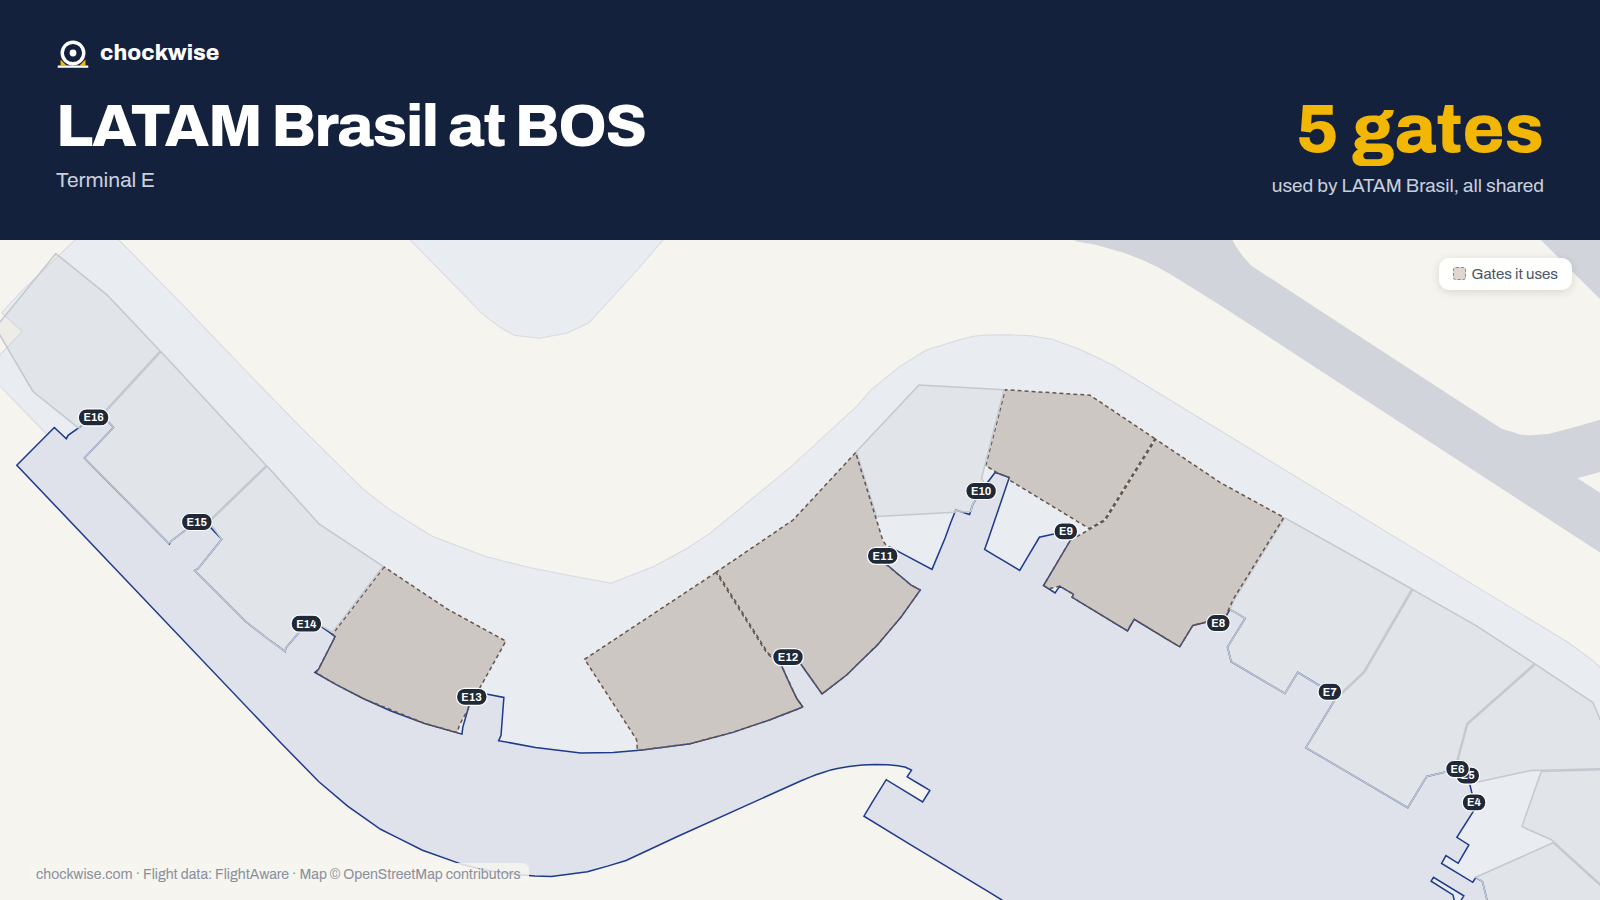 chockwise
LATAM Brasil at BOS
Terminal E
5 gates
used by LATAM Brasil, all shared
Gates it uses
E16
E15
E14
E13
E12
E11
E10
E9
E8
E7
E6
E4
chockwise.com · Flight data: FlightAware · Map © OpenStreetMap contributors